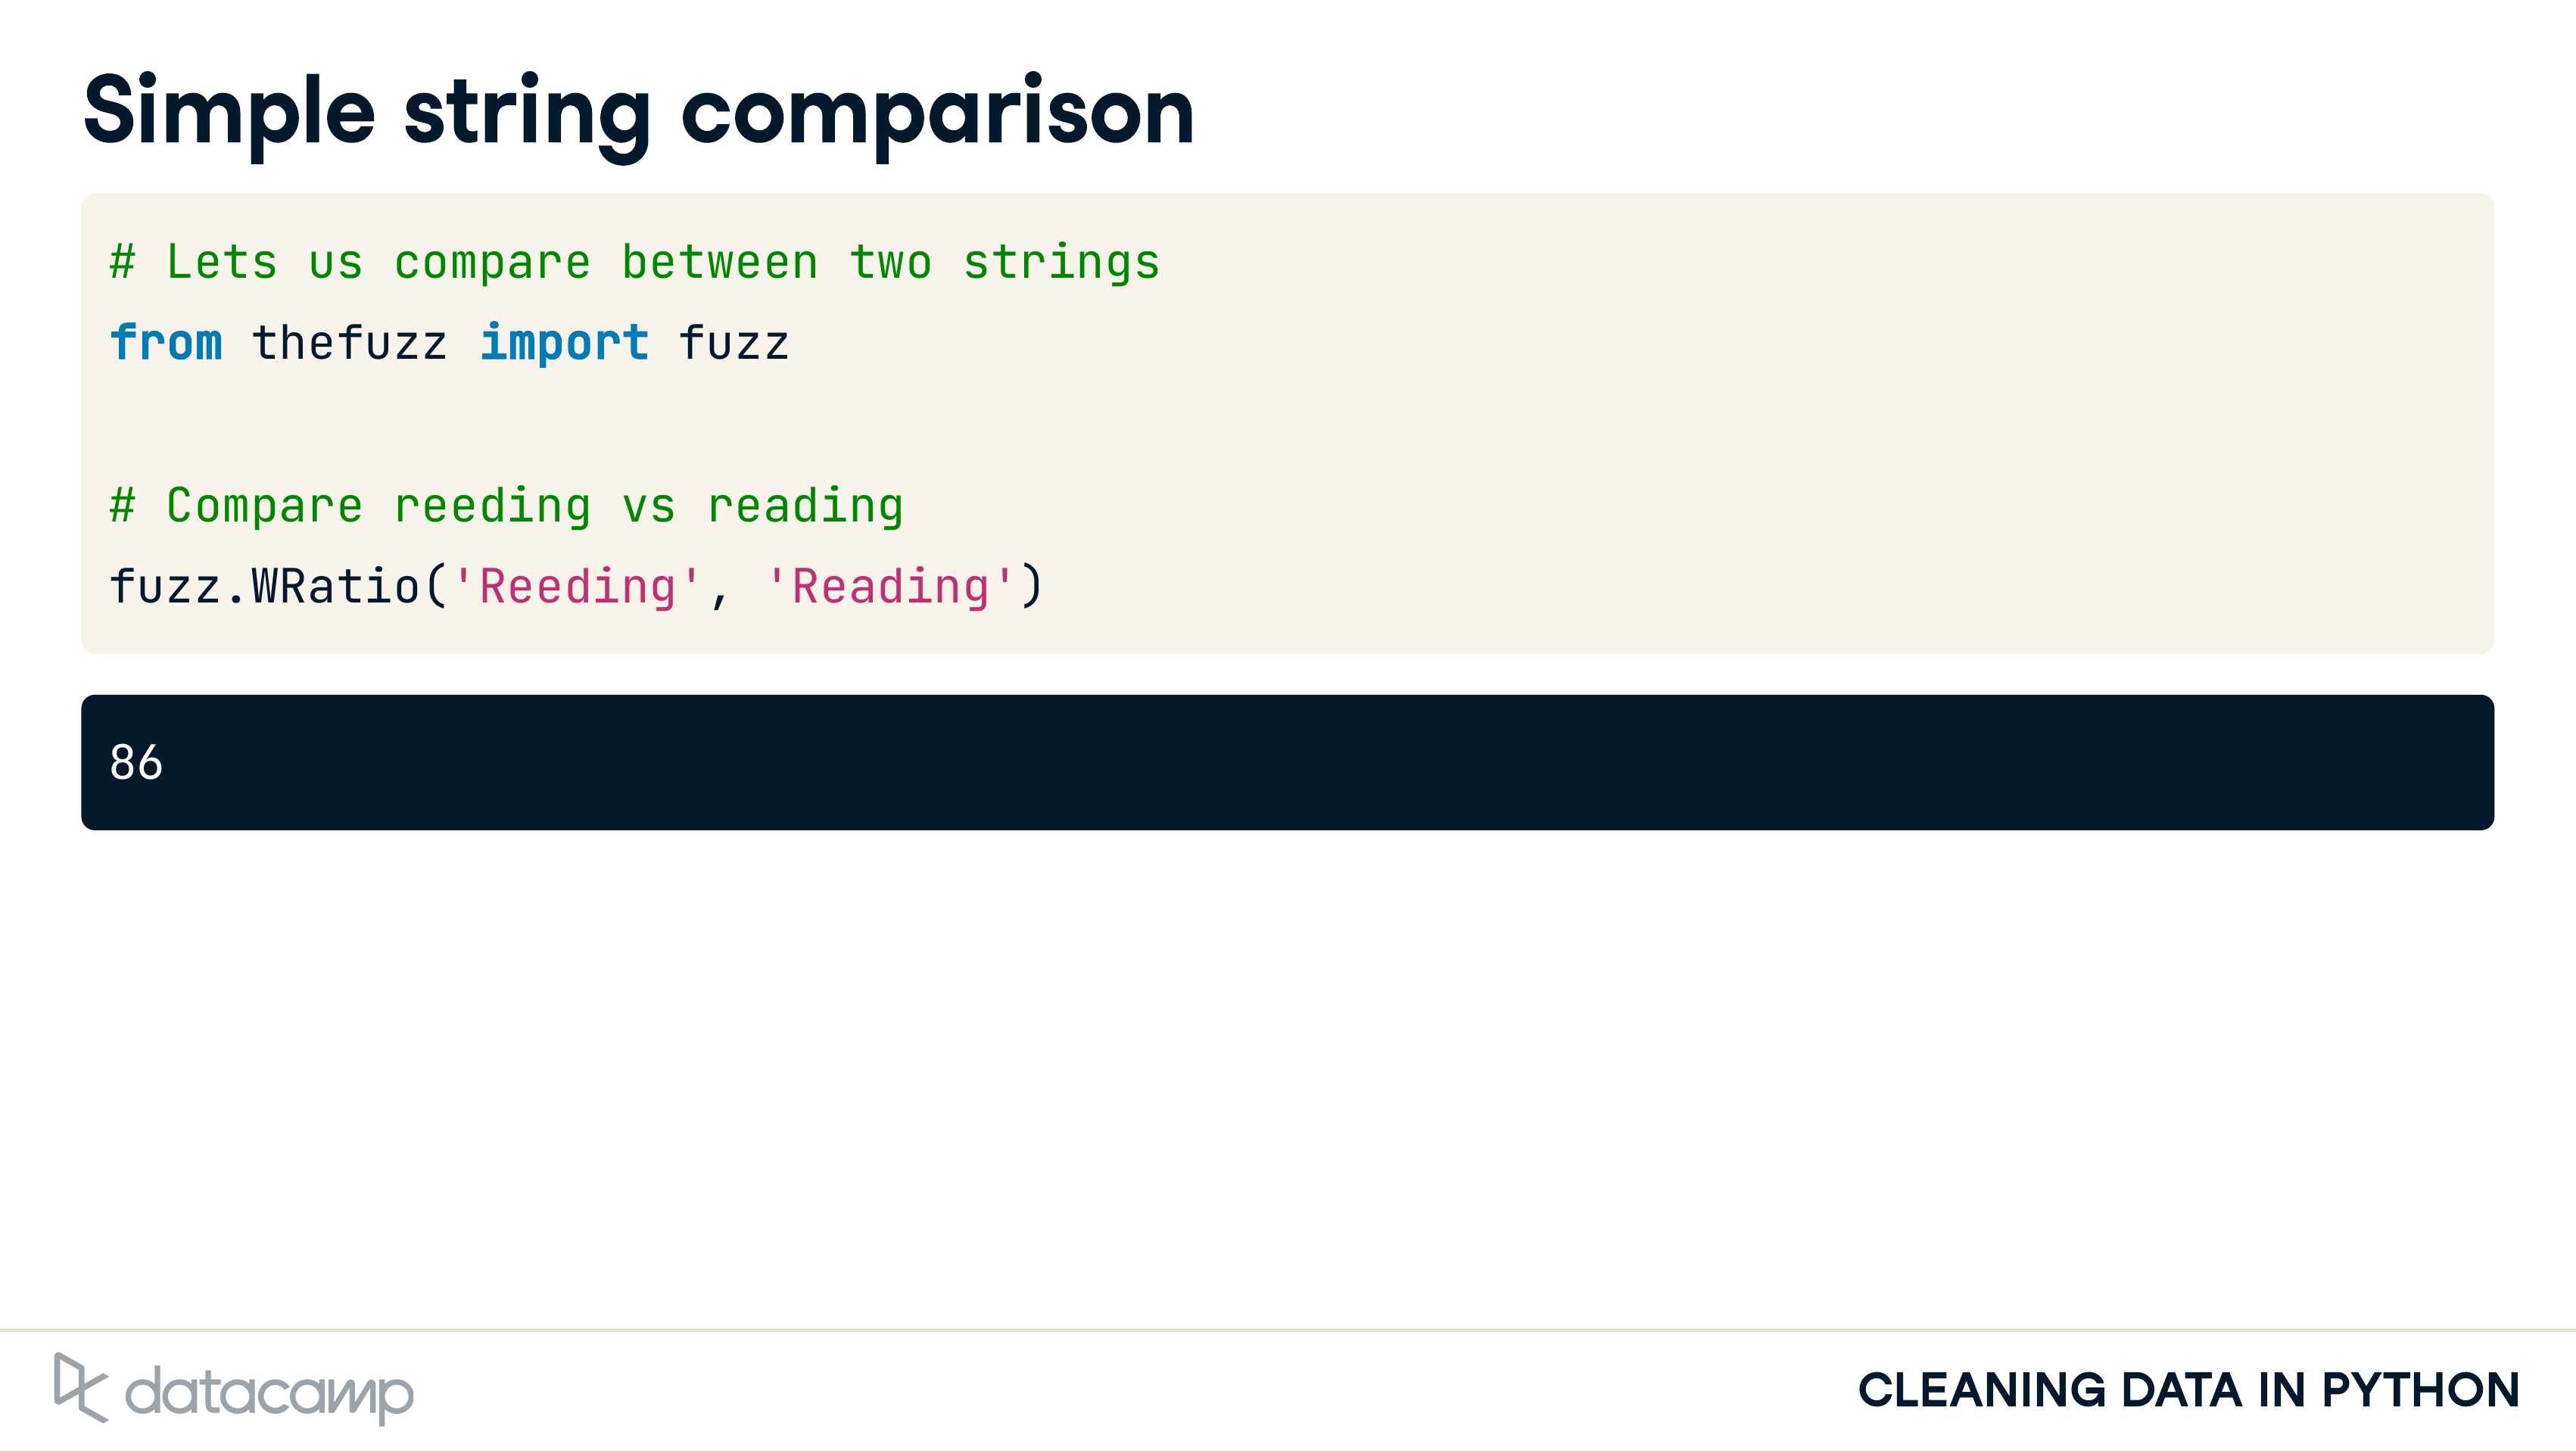 Simple string comparison
# Lets us compare between two strings
from thefuzz import fuzz
# Compare reeding vs reading
fuzz.WRatio('Reeding', 'Reading')
86
datacamp
CLEANING DATA IN PYTHON